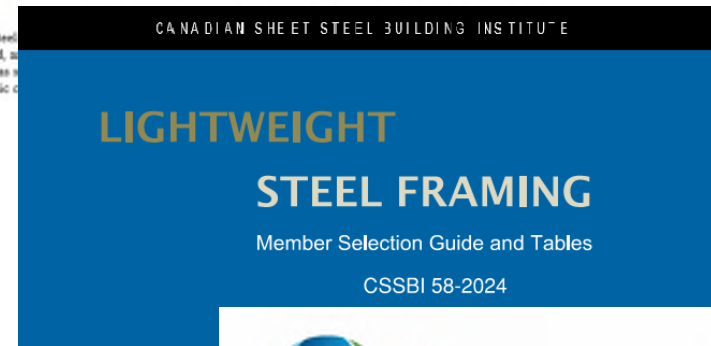 CANADIAN SHEET STEEL BUILDING INSTITUTE
LIGHTWEIGHT
STEEL FRAMING
Member Selection Guide and Tables
CSSBI 58-2024